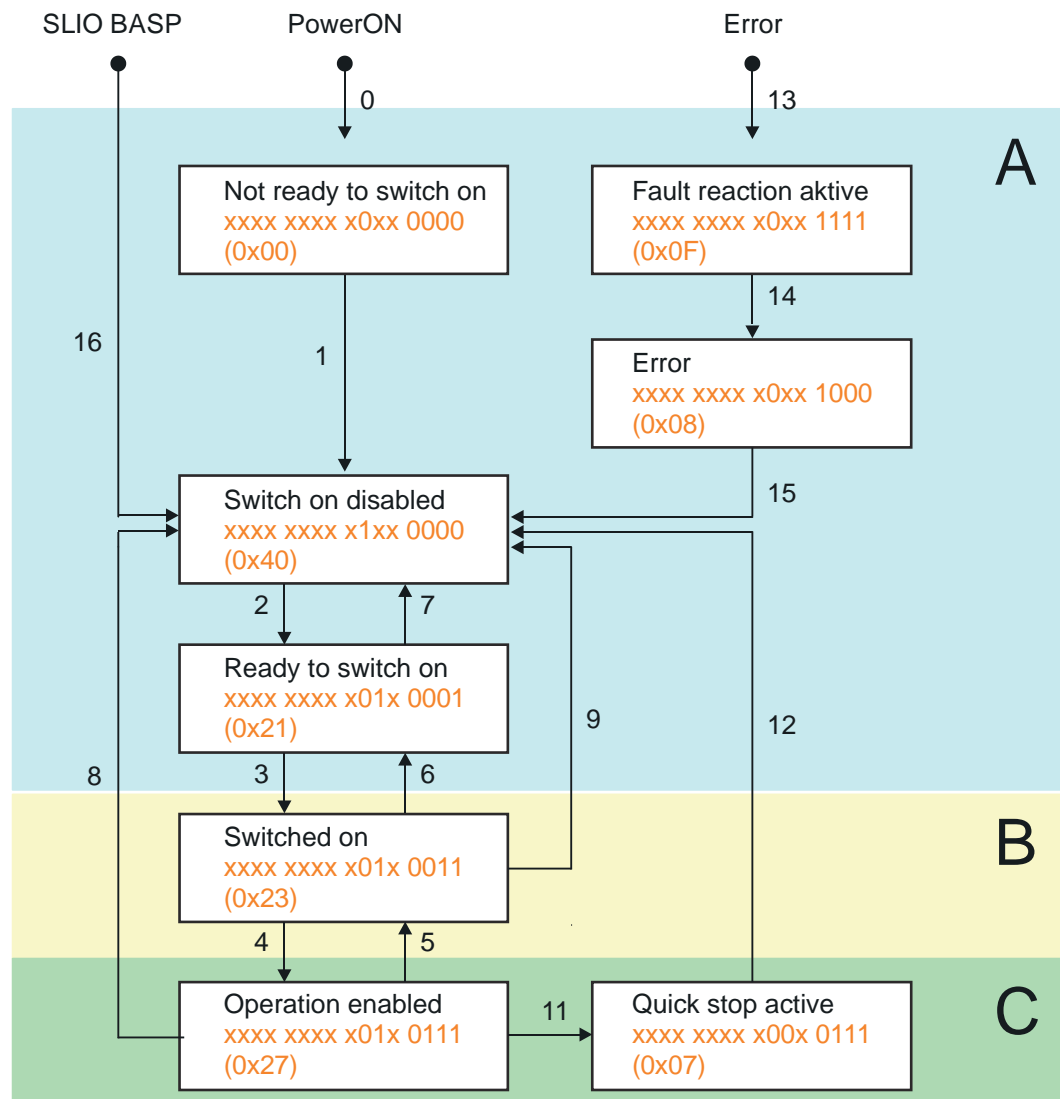 SLIO BASP
PowerON
Error
0
13
A
Not ready to switch on
xxxx xxxx x0xx 0000
(0x00)
Fault reaction aktive
xxxx xxxx x0xx 1111
(0x0F)
14
16
1
Error
xxxx xxxx x0xx 1000
(0x08)
15
Switch on disabled
xxxx xxxx x1xx 0000
(0x40)
2
7
Ready to switch on
xxxx xxxx x01x 0001
(0x21)
9
12
8
3
6
B
Switched on
xxxx xxxx x01x 0011
(0x23)
4
5
C
Operation enabled
xxxx xxxx x01x 0111
(0x27)
11
Quick stop active
xxxx xxxx x00x 0111
(0x07)